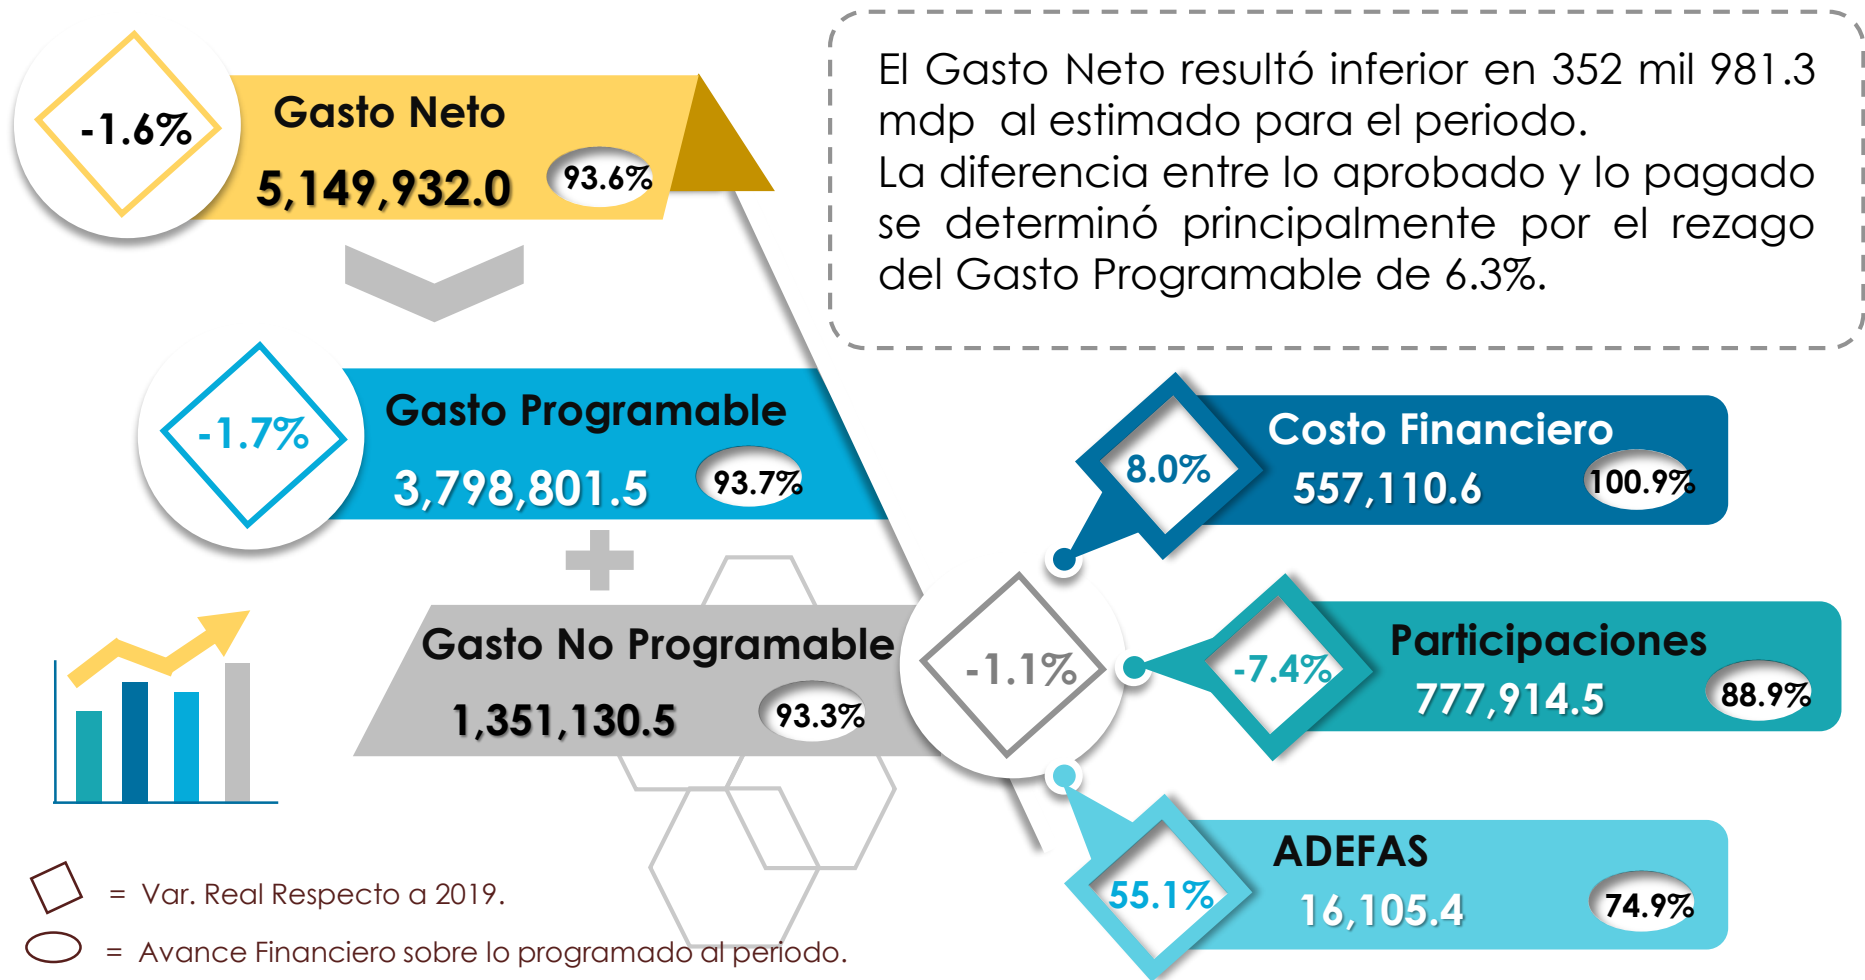 El Gasto Neto resultó inferior en 352 mil 981.3
mdp al estimado para el periodo.
La diferencia entre lo aprobado y lo pagado
se determinó principalmente por el rezago
del Gasto Programable de 6.3%.
-1.6%
Gasto Neto
5,149,932.0
93.6%
-1.7%
Gasto Programable
3,798,801.5
93.7%
Gasto No Programable
1,351,130.5
93.3%
-1.1%
8.0%
Costo Financiero
557,110.6
100.9%
-7.4%
Participaciones
777,914.5
88.9%
55.1%
ADEFAS
16,105.4
74.9%
= Var. Real Respecto a 2019.
= Avance Financiero sobre lo programado al periodo.